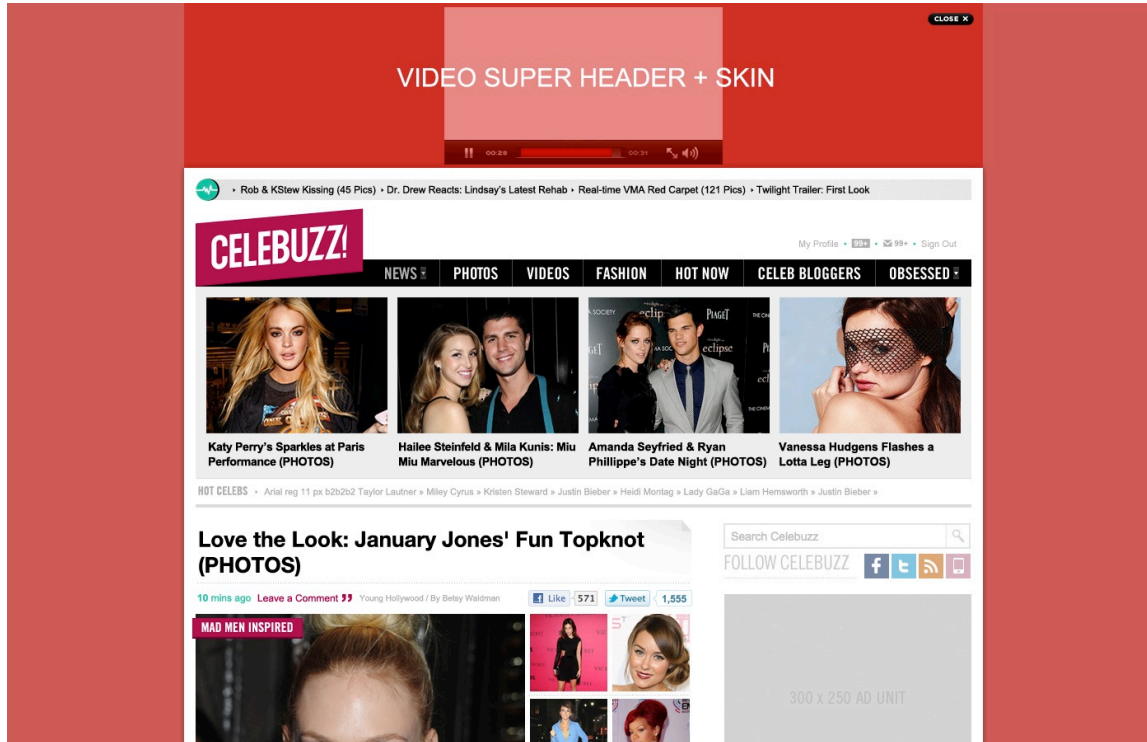 CLOSE X
VIDEO SUPER HEADER + SKIN
00:28 00:31
Rob & KStew Kissing (45 Pics) Dr. Drew Reacts: Lindsay's Latest Rehab Real-time VMA Red Carpet (121 Pics) Twilight Trailer: First Look
CELEBUZZ!
My Profile • 99+ • 99+ • Sign Out
NEWS PHOTOS VIDEOS FASHION HOT NOW CELEB BLOGGERS OBSESSED
A SOCIETY eclip PIAGET
eclipse
Katy Perry's Sparkles at Paris
Performance (PHOTOS)
Hailee Steinfeld & Mila Kunis: Miu
Miu Marvelous (PHOTOS)
Amanda Seyfried & Ryan
Phillippe's Date Night (PHOTOS)
Vanessa Hudgens Flashes a
Lotta Leg (PHOTOS)
HOT CELEBS Arial reg 11 px b2b2b2 Taylor Lautner » Miley Cyrus » Kristen Steward » Justin Bieber » Heidi Montag » Lady GaGa » Liam Hemsworth » Justin Bieber »
Love the Look: January Jones' Fun Topknot
(PHOTOS)
10 mins ago Leave a Comment Young Hollywood / By Betsy Waldman Like 571 Tweet 1,555
MAD MEN INSPIRED
Search Celebuzz
FOLLOW CELEBUZZ
300 x 250 AD UNIT